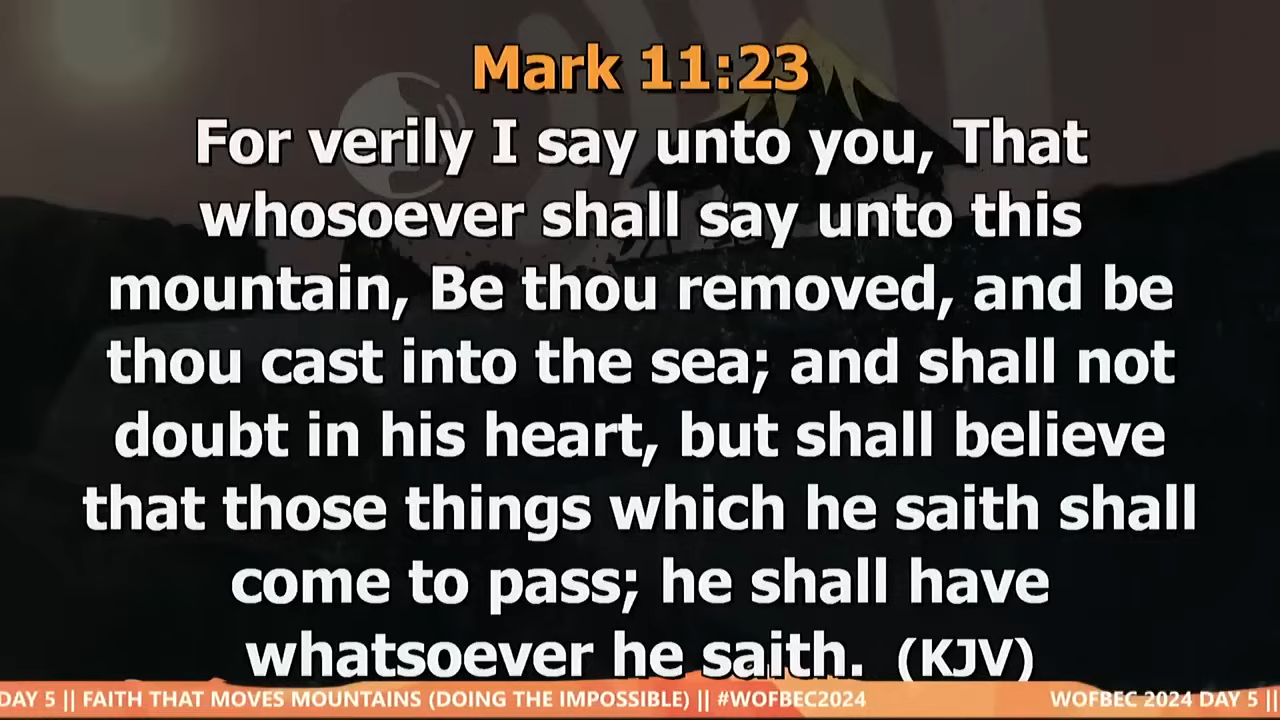 Mark 11:23
For verily I say unto you, That
whosoever shall say unto this
mountain, Be thou removed, and be
thou cast into the sea; and shall not
doubt in his heart, but shall believe
that those things which he saith shall
come to pass; he shall have
whatsoever he saith. (KJV)
DAY 5 || FAITH THAT MOVES MOUNTAINS (DOING THE IMPOSSIBLE) || #WOFBEC2024 WOFBEC 2024 DAY 5 ||